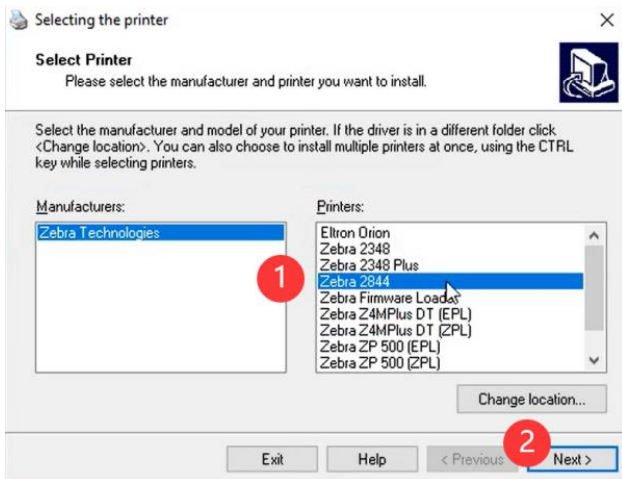 Selecting the printer
Select Printer
Please select the manufacturer and printer you want to install.
Select the manufacturer and model of your printer. If the driver is in a different folder click
<Change location>. You can also choose to install multiple printers at once, using the CTRL
key while selecting printers.
Manufacturers:
Zebra Technologies
Printers:
Eltron Orion
Zebra 2348
Zebra 2348 Plus
1
Zebra 2844
Zebra Firmware Loader
Zebra Z4MPlus DT (EPL)
Zebra Z4MPlus DT (ZPL)
Zebra ZP 500 (EPL)
Zebra ZP 500 (ZPL)
Change location...
2
Exit
Help
< Previous
Next >